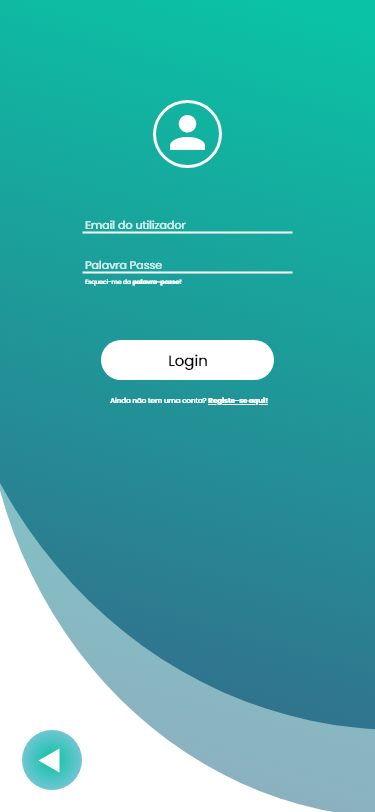 Email do utilizador
Palavra Passe
Esqueci-me da palavra-passe!
Login
Ainda não tem uma conta? Registe-se aqui!